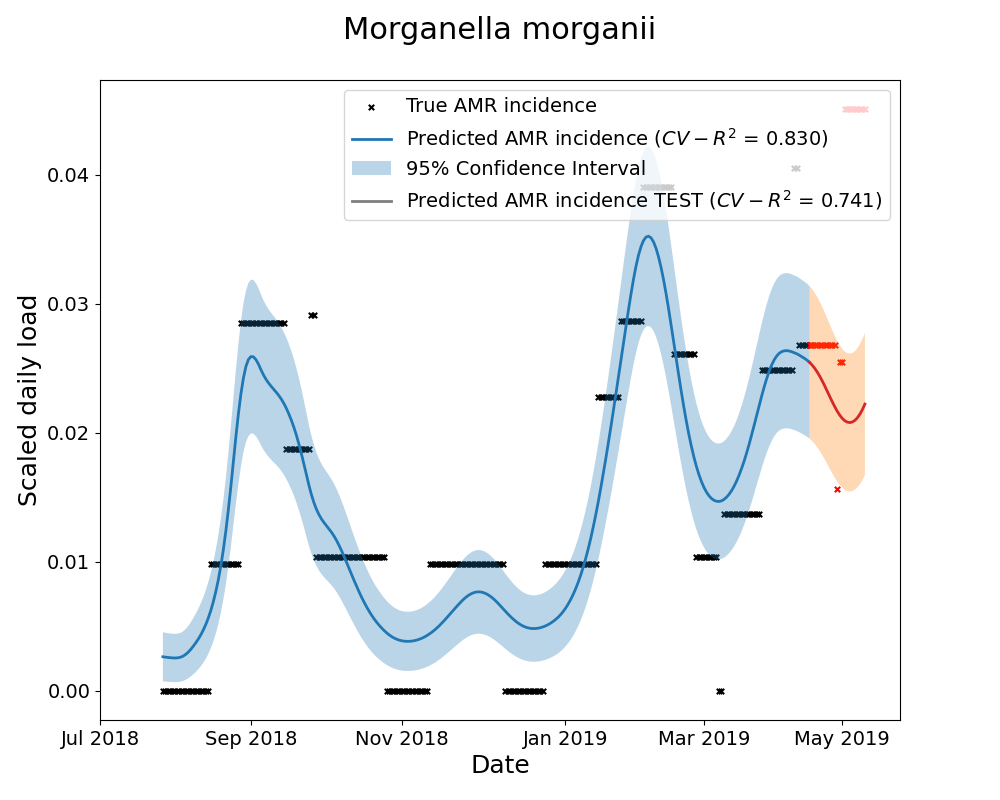 Morganella morganii
True AMR incidence
Predicted AMR incidence (CV − R² = 0.830)
95% Confidence Interval
Predicted AMR incidence TEST (CV − R² = 0.741)
Scaled daily load
0.04
0.03
0.02
0.01
0.00
Jul 2018 Sep 2018 Nov 2018 Jan 2019 Mar 2019 May 2019
Date